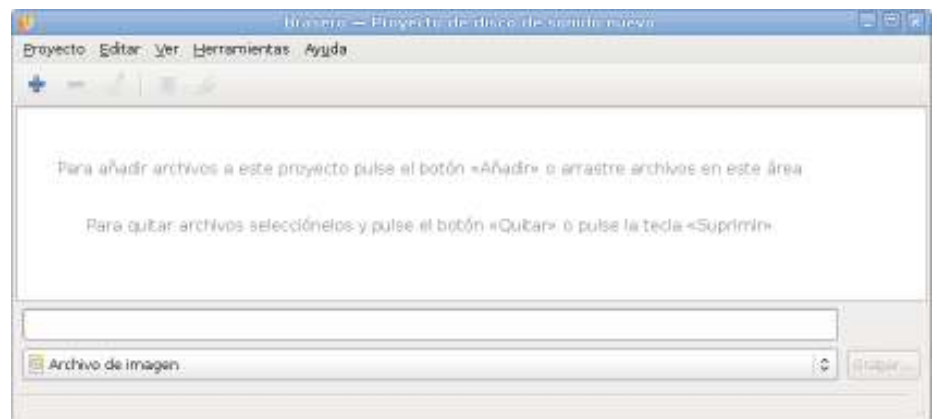 Brasero — Proyecto de disco de sonido nuevo
Proyecto Editar Ver Herramientas Ayuda
Para añadir archivos a este proyecto pulse el botón «Añadir» o arrastre archivos en este área
Para quitar archivos selecciónelos y pulse el botón «Quitar» o pulse la tecla «Suprimir»
Archivo de imagen
Grabar...